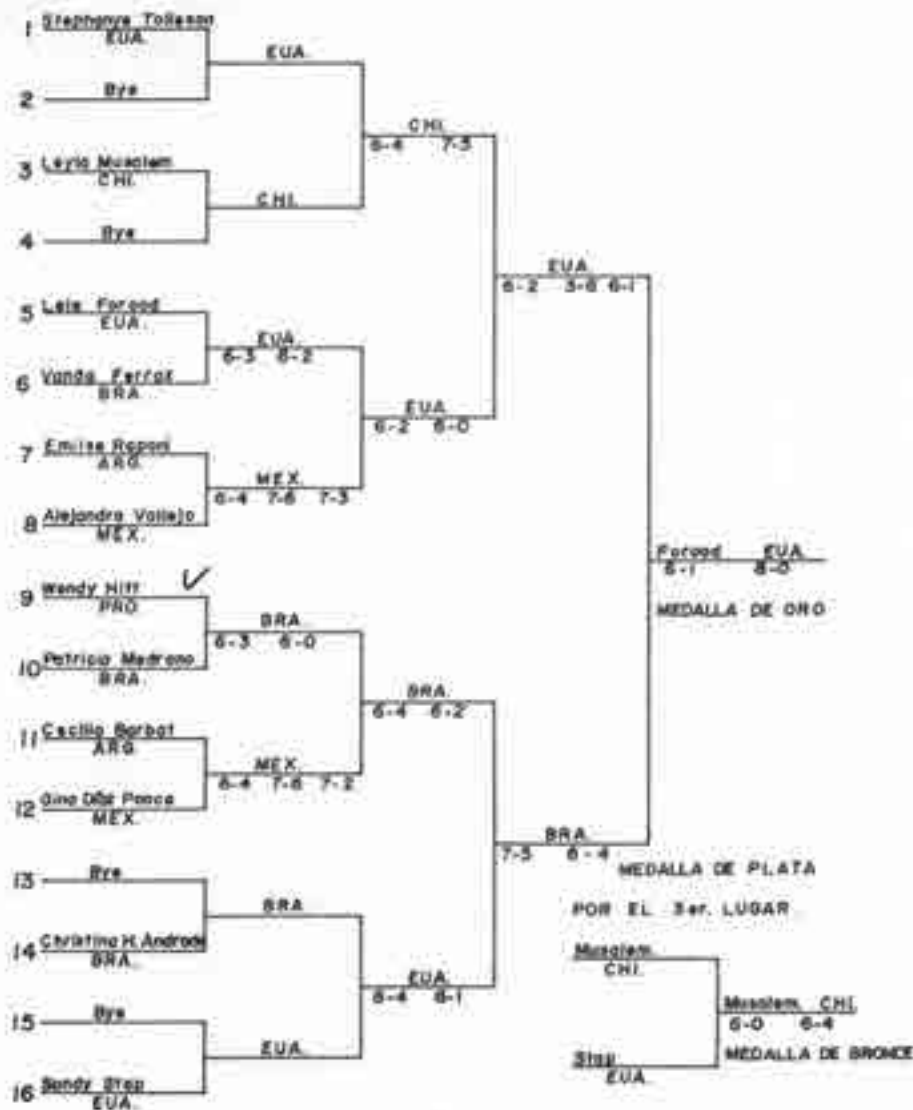 1 Stephanye Tolleson
EUA.
2 Bye
3 Leyla Musalem
CHI.
4 Bye
5 Lele Forood
EUA.
6 Vanda Ferraz
BRA.
7 Emilse Raponi
ARG.
8 Alejandra Vallejo
MEX.
9 Wendy Hitt
PRO
10 Patricia Medrano
BRA.
11 Cecilia Barbat
ARG
12 Gina Díaz Ponce
MEX.
13 Bye
14 Christina H. Andrade
BRA.
15 Bye
16 Sandy Stap
EUA.
EUA.
CHI.
EUA.
6-3 6-2
MEX.
6-4 7-6 7-3
BRA.
6-3 6-0
MEX.
6-4 7-6 7-2
BRA
EUA.
CHI.
6-4 7-5
EUA
6-2 6-0
BRA.
6-4 6-2
EUA.
6-4 6-1
EUA.
6-2 3-6 6-1
BRA.
7-5 6-4
MEDALLA DE PLATA
Forood EUA.
6-1 6-0
MEDALLA DE ORO
POR EL 3er. LUGAR
Musalem.
CHI.
Stap
EUA.
Musalem. CHI.
6-0 6-4
MEDALLA DE BRONCE